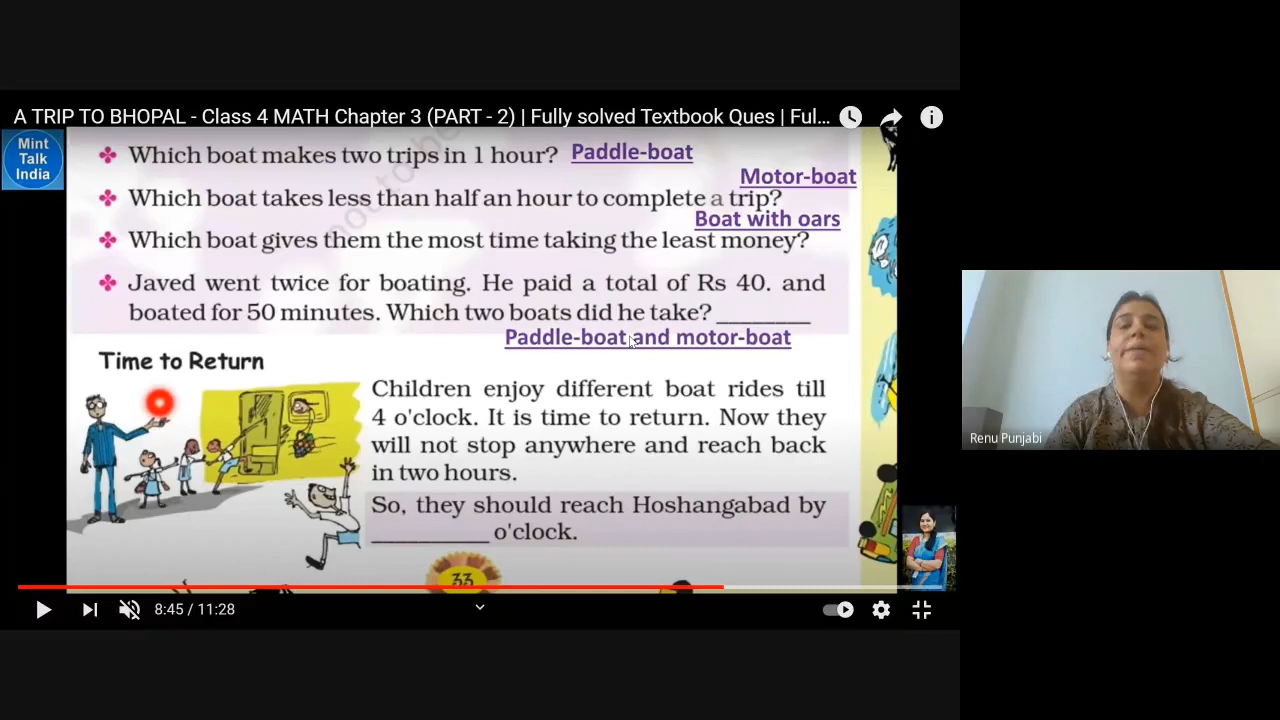 A TRIP TO BHOPAL - Class 4 MATH Chapter 3 (PART - 2) | Fully solved Textbook Ques | Ful...
Mint
Talk
India
Which boat makes two trips in 1 hour? Paddle-boat
Motor-boat
Which boat takes less than half an hour to complete a trip?
Boat with oars
Which boat gives them the most time taking the least money?
Javed went twice for boating. He paid a total of Rs 40. and
boated for 50 minutes. Which two boats did he take? ________
Paddle-boat and motor-boat
Time to Return
Children enjoy different boat rides till
4 o'clock. It is time to return. Now they
will not stop anywhere and reach back
in two hours.
So, they should reach Hoshangabad by
__________ o'clock.
33
8:45 / 11:28
Renu Punjabi